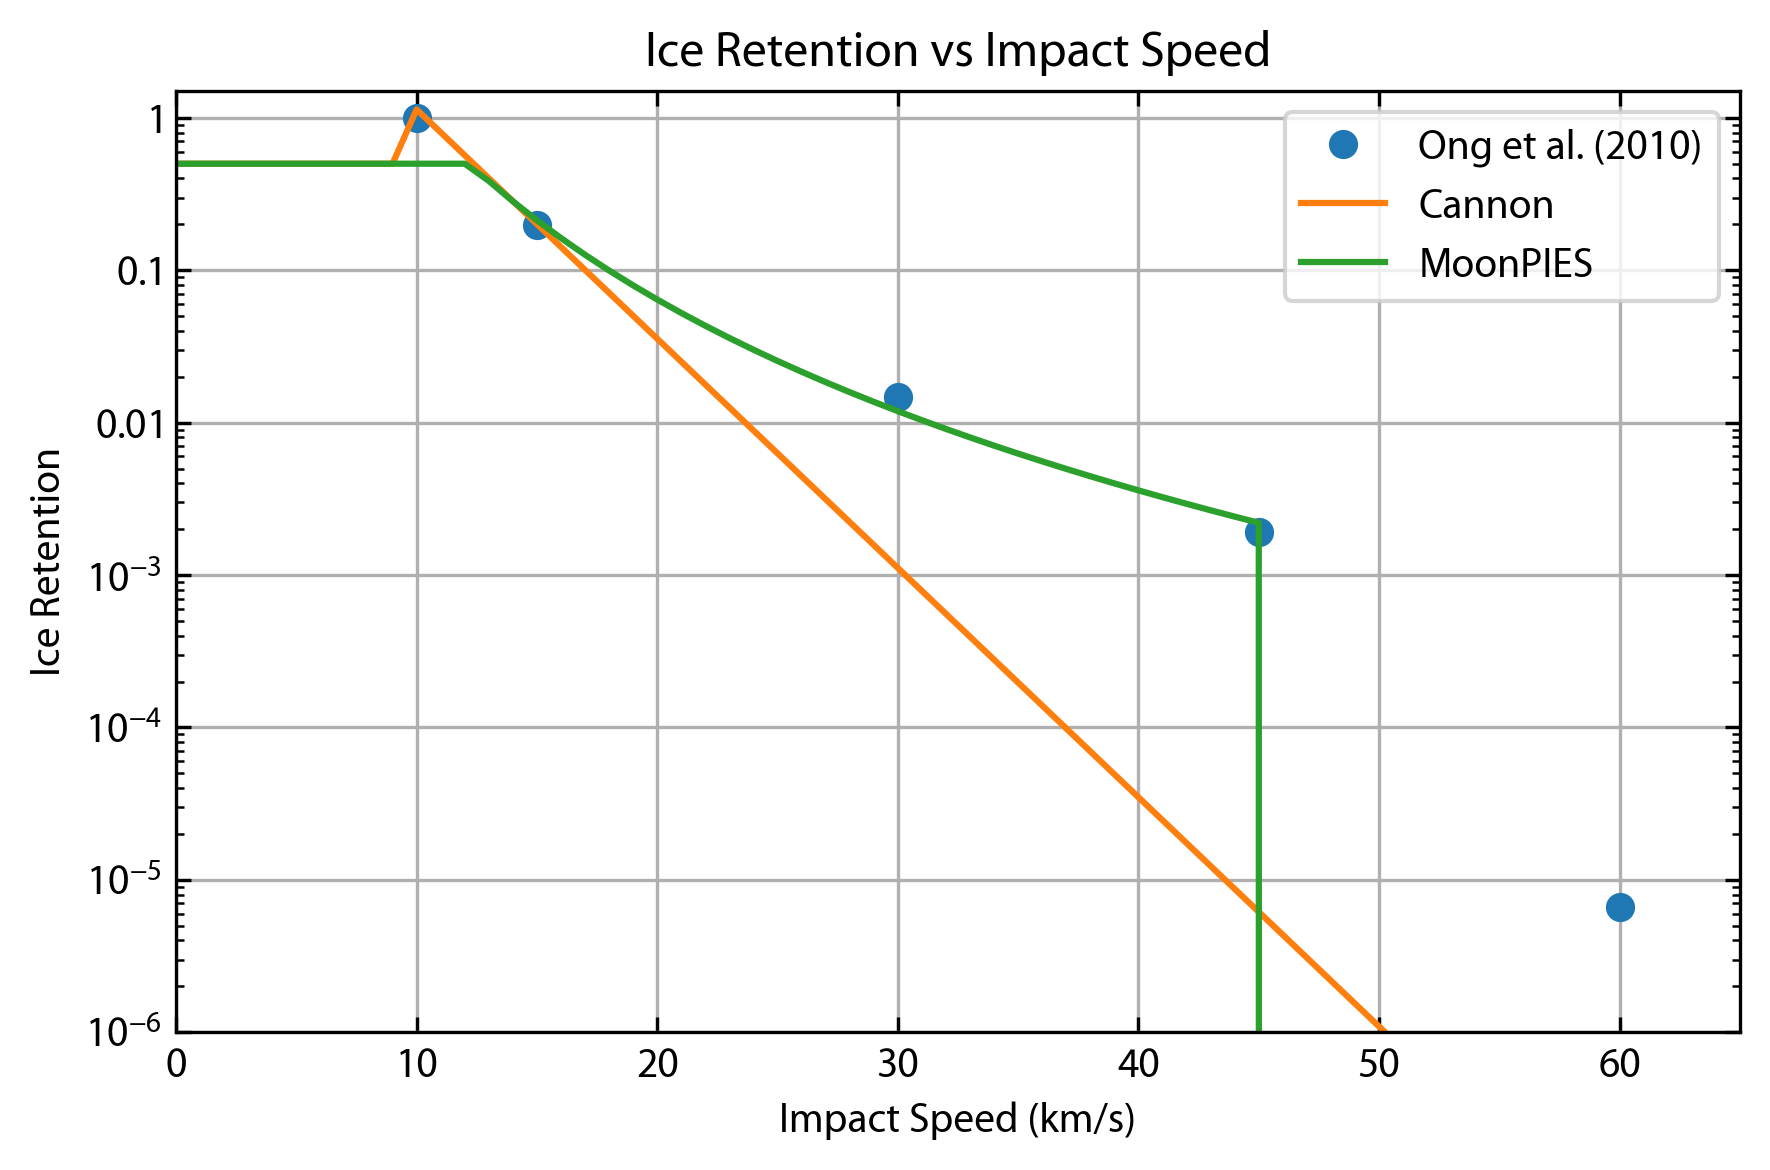 Ice Retention vs Impact Speed
1
0.1
0.01
10⁻³
10⁻⁴
10⁻⁵
10⁻⁶
Ice Retention
Ong et al. (2010)
Cannon
MoonPIES
0 10 20 30 40 50 60
Impact Speed (km/s)